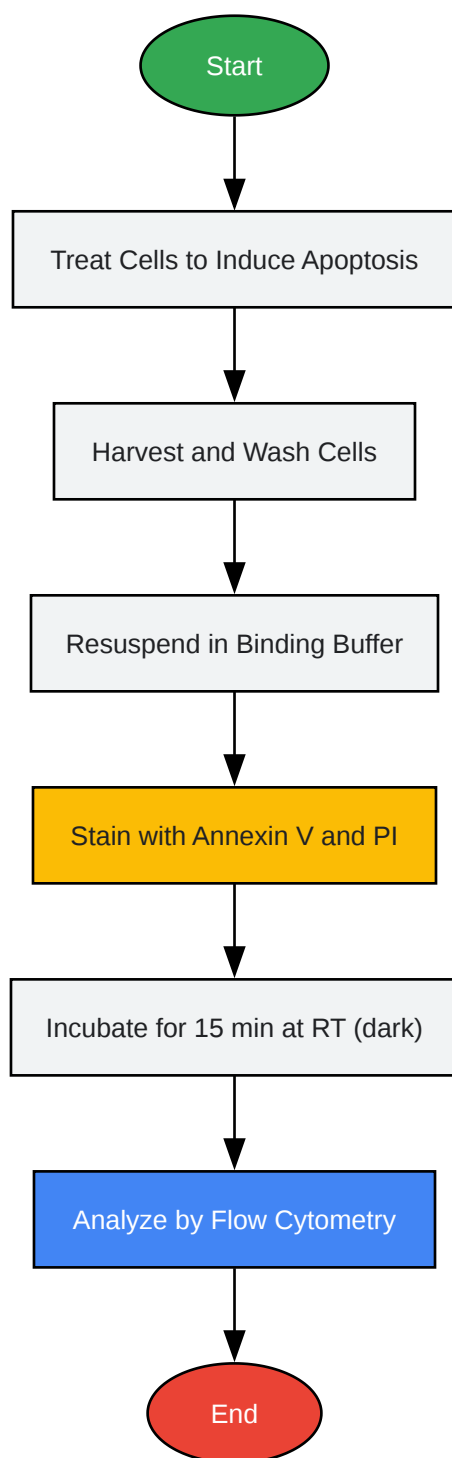 Start
Treat Cells to Induce Apoptosis
Harvest and Wash Cells
Resuspend in Binding Buffer
Stain with Annexin V and PI
Incubate for 15 min at RT (dark)
Analyze by Flow Cytometry
End